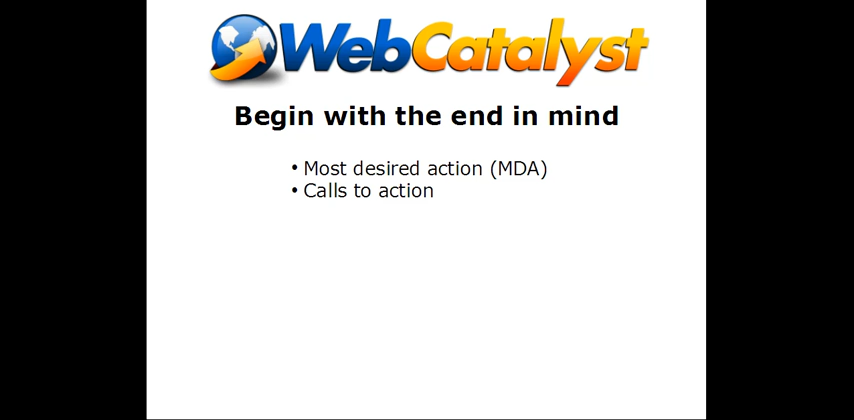 WebCatalyst
Begin with the end in mind
• Most desired action (MDA)
• Calls to action